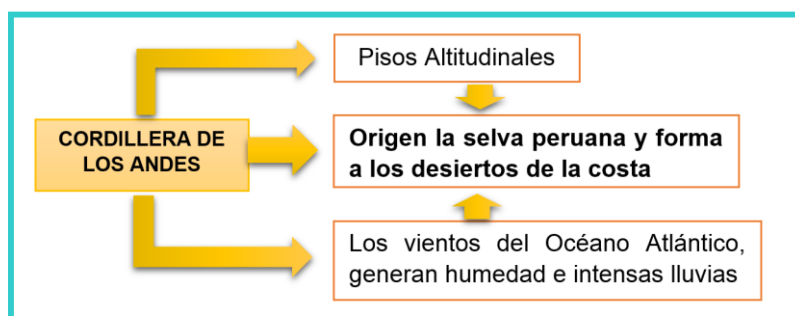 Pisos Altitudinales
CORDILLERA DE
LOS ANDES
Origen la selva peruana y forma
a los desiertos de la costa
Los vientos del Océano Atlántico,
generan humedad e intensas lluvias